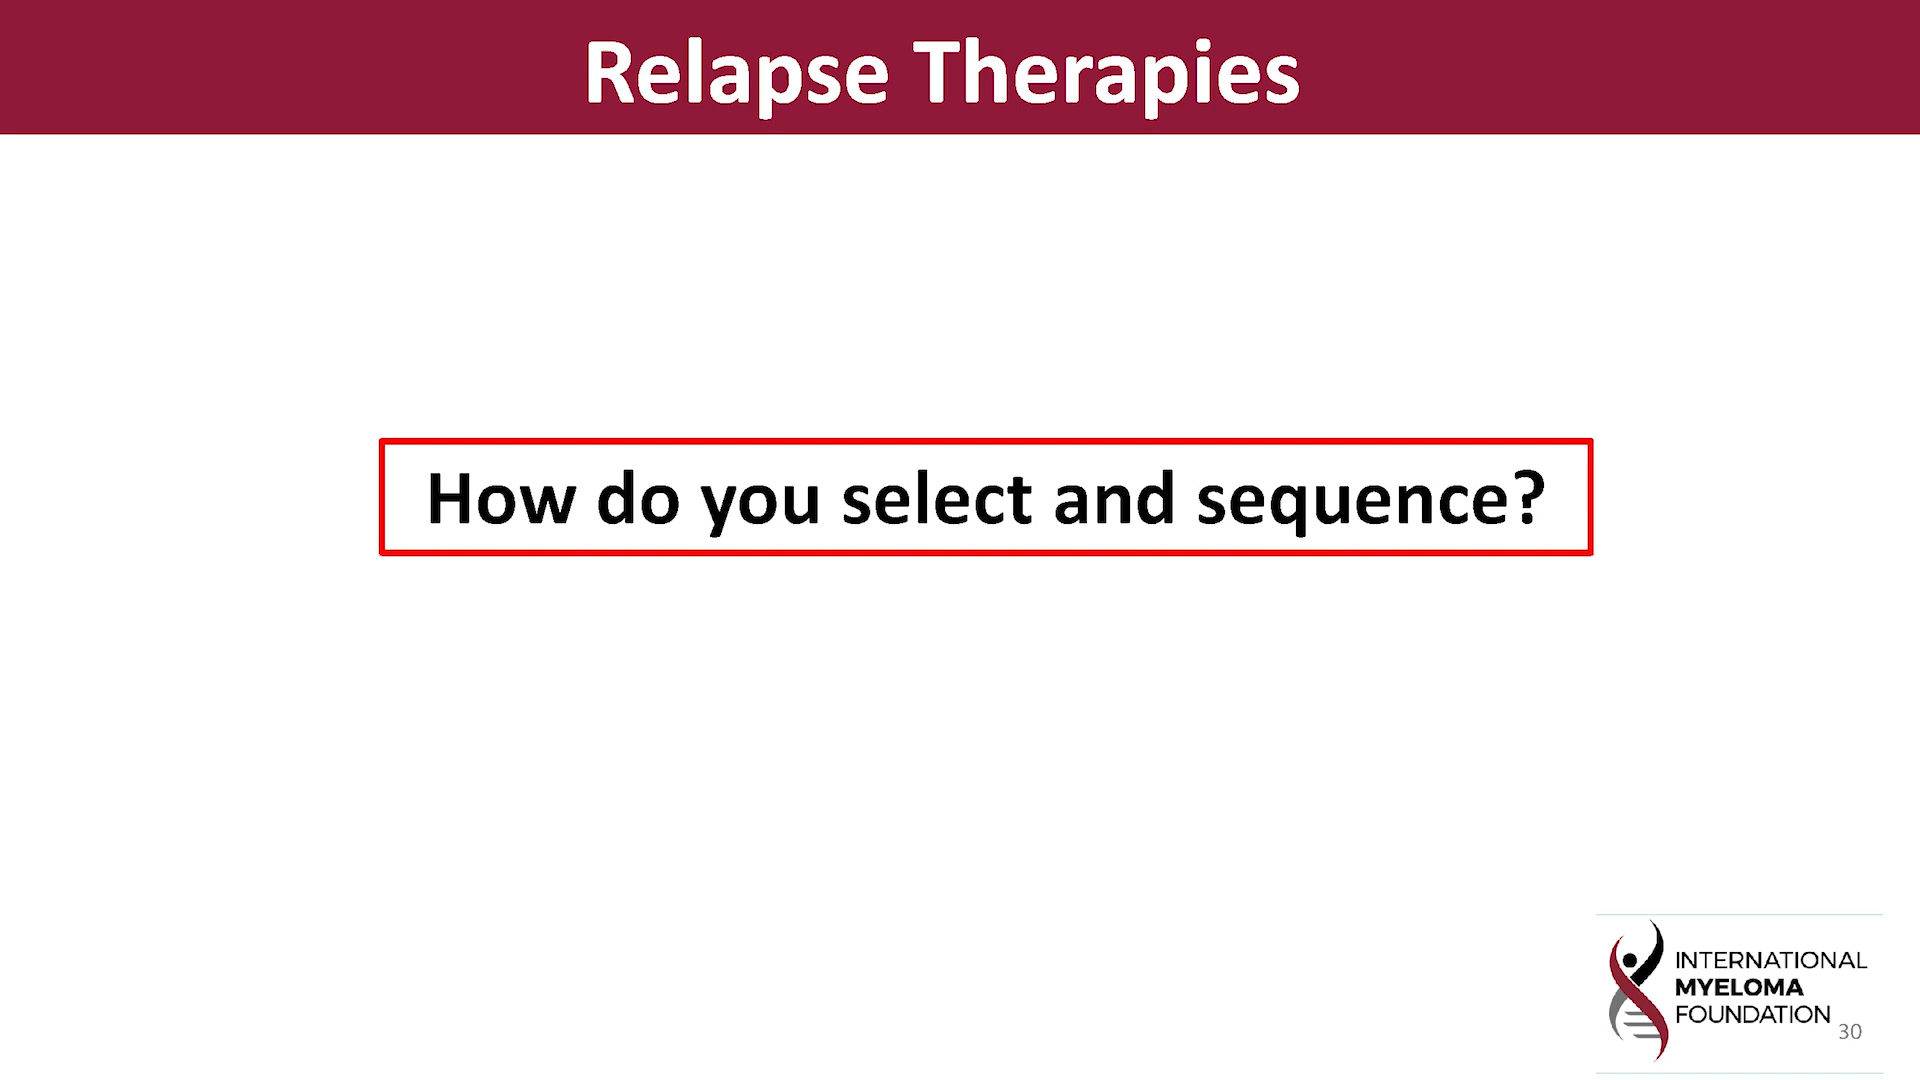 Relapse Therapies
How do you select and sequence?
INTERNATIONAL
MYELOMA
FOUNDATION
30